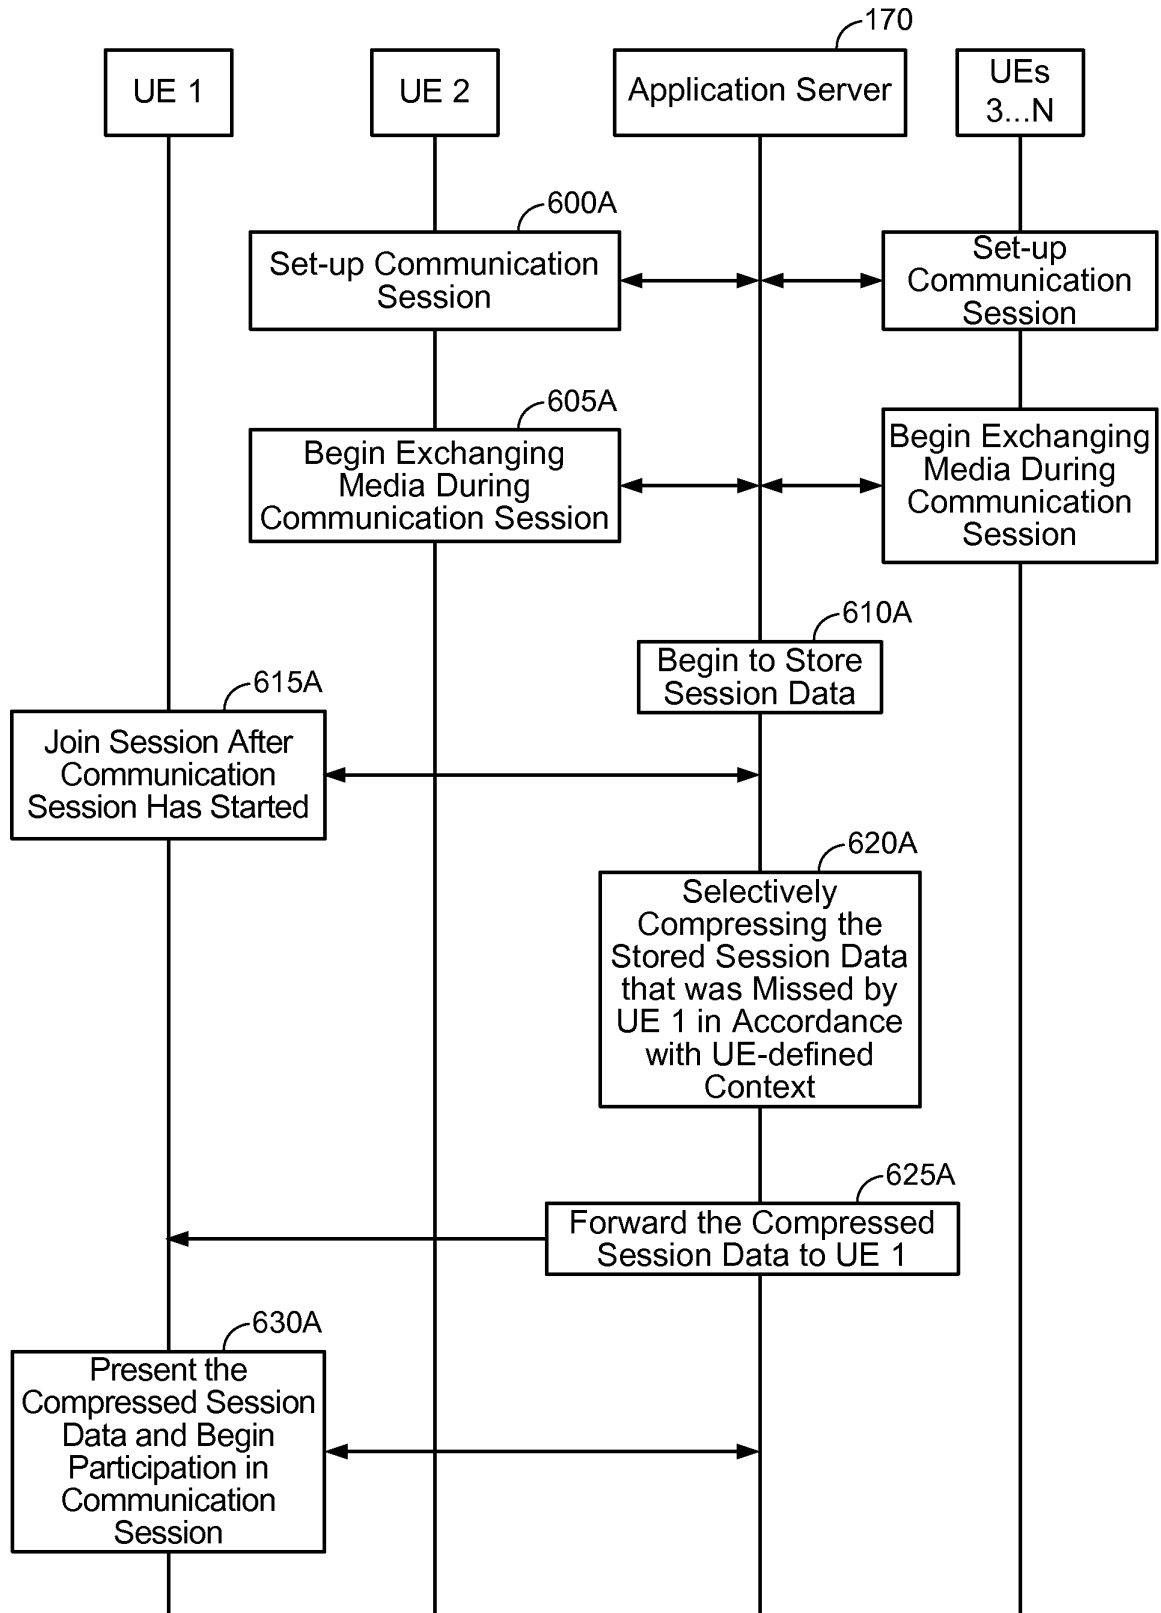 170
UE 1
UE 2
Application Server
UEs
3...N
600A
Set-up Communication
Session
Set-up
Communication
Session
605A
Begin Exchanging
Media During
Communication Session
Begin Exchanging
Media During
Communication
Session
610A
Begin to Store
Session Data
615A
Join Session After
Communication
Session Has Started
620A
Selectively
Compressing the
Stored Session Data
that was Missed by
UE 1 in Accordance
with UE-defined
Context
625A
Forward the Compressed
Session Data to UE 1
630A
Present the
Compressed Session
Data and Begin
Participation in
Communication
Session